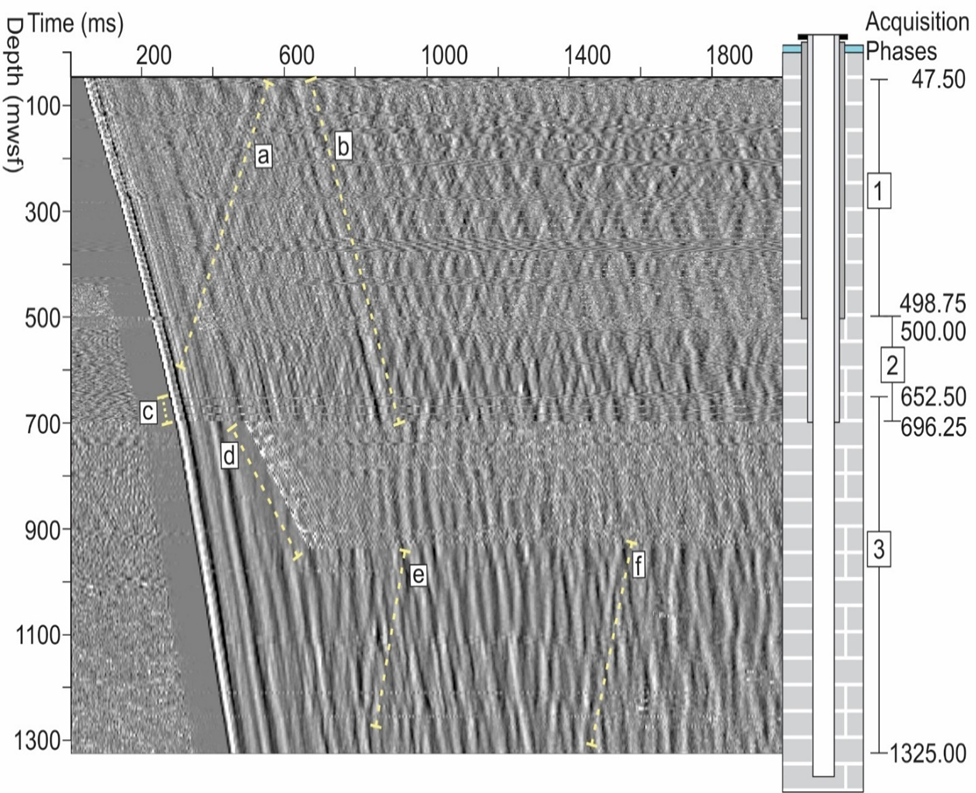 Time (ms)
Acquisition
Phases
200 600 1000 1400 1800
Depth (mwsf)
47.50
100
a
b
1
300
498.75
500
500.00
2
652.50
c
700
696.25
d
900
3
e
f
1100
1300
1325.00